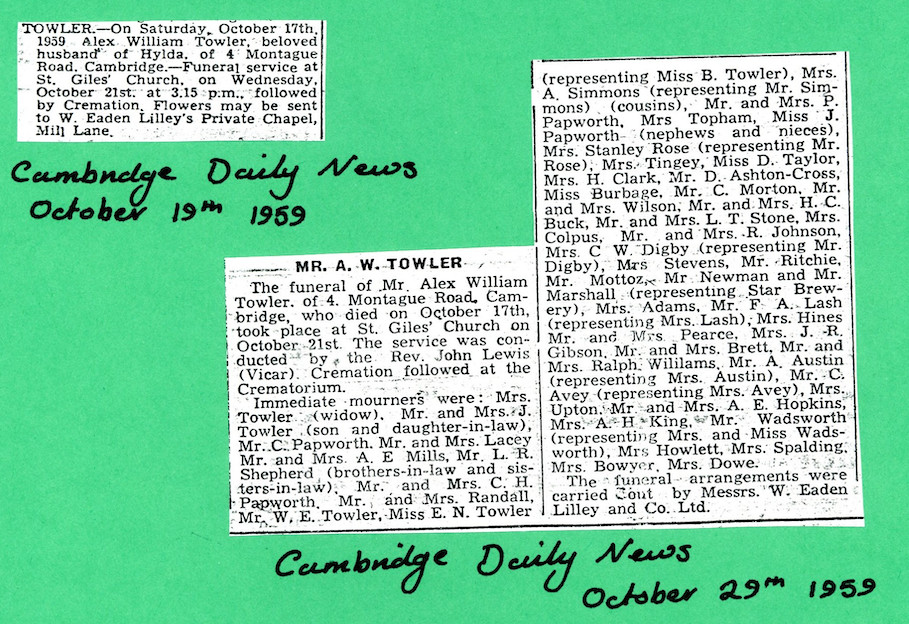 TOWLER.—On Saturday, October 17th,
1959 Alex William Towler, beloved
husband of Hylda, of 4 Montague
Road, Cambridge.—Funeral service at
St. Giles' Church, on Wednesday,
October 21st. at 3.15 p.m., followed
by Cremation. Flowers may be sent
to W. Eaden Lilley's Private Chapel,
Mill Lane.
Cambridge Daily News
October 19th 1959
MR. A. W. TOWLER
The funeral of Mr. Alex William
Towler, of 4, Montague Road, Cam-
bridge, who died on October 17th,
took place at St. Giles' Church on
October 21st. The service was con-
ducted by the Rev. John Lewis
(Vicar). Cremation followed at the
Crematorium.
Immediate mourners were: Mrs.
Towler (widow), Mr. and Mrs. J.
Towler (son and daughter-in-law),
Mr. C. Papworth, Mr. and Mrs. Lacey
Mr. and Mrs. A. E Mills, Mr. L. R.
Shepherd (brothers-in-law and sis-
ters-in-law), Mr. and Mrs. C. H.
Papworth, Mr. and Mrs. Randall,
Mr. W. E. Towler, Miss E. N. Towler
(representing Miss B. Towler), Mrs.
A. Simmons (representing Mr. Sim-
mons) (cousins), Mr. and Mrs. P.
Papworth, Mrs Topham, Miss J.
Papworth (nephews and nieces),
Mrs. Stanley Rose (representing Mr.
Rose), Mrs. Tingey, Miss D. Taylor,
Mrs. H. Clark, Mr. D. Ashton-Cross,
Miss Burbage, Mr. C. Morton, Mr.
and Mrs. Wilson, Mr. and Mrs. H. C.
Buck, Mr. and Mrs. L. T. Stone, Mrs.
Colpus, Mr. and Mrs. R. Johnson,
Mrs. C W. Digby (representing Mr.
Digby), Mrs Stevens, Mr. Ritchie,
Mr. Mottoz, Mr Newman and Mr.
Marshall (representing Star Brew-
ery), Mrs. Adams, Mr. F A. Lash
(representing Mrs. Lash), Mrs. Hines
Mr. and Mrs Pearce, Mrs. J. R.
Gibson, Mr. and Mrs. Brett, Mr. and
Mrs. Ralph Wililams, Mr. A. Austin
(representing Mrs. Austin), Mr. C.
Avey (representing Mrs. Avey), Mrs.
Upton, Mr. and Mrs. A. E. Hopkins,
Mrs. A. H King, Mr. Wadsworth
(representing Mrs. and Miss Wads-
worth), Mrs Howlett, Mrs. Spalding,
Mrs. Bowyer, Mrs. Dowe.
The funeral arrangements were
carried out by Messrs. W. Eaden
Lilley and Co. Ltd.
Cambridge Daily News
October 29th 1959